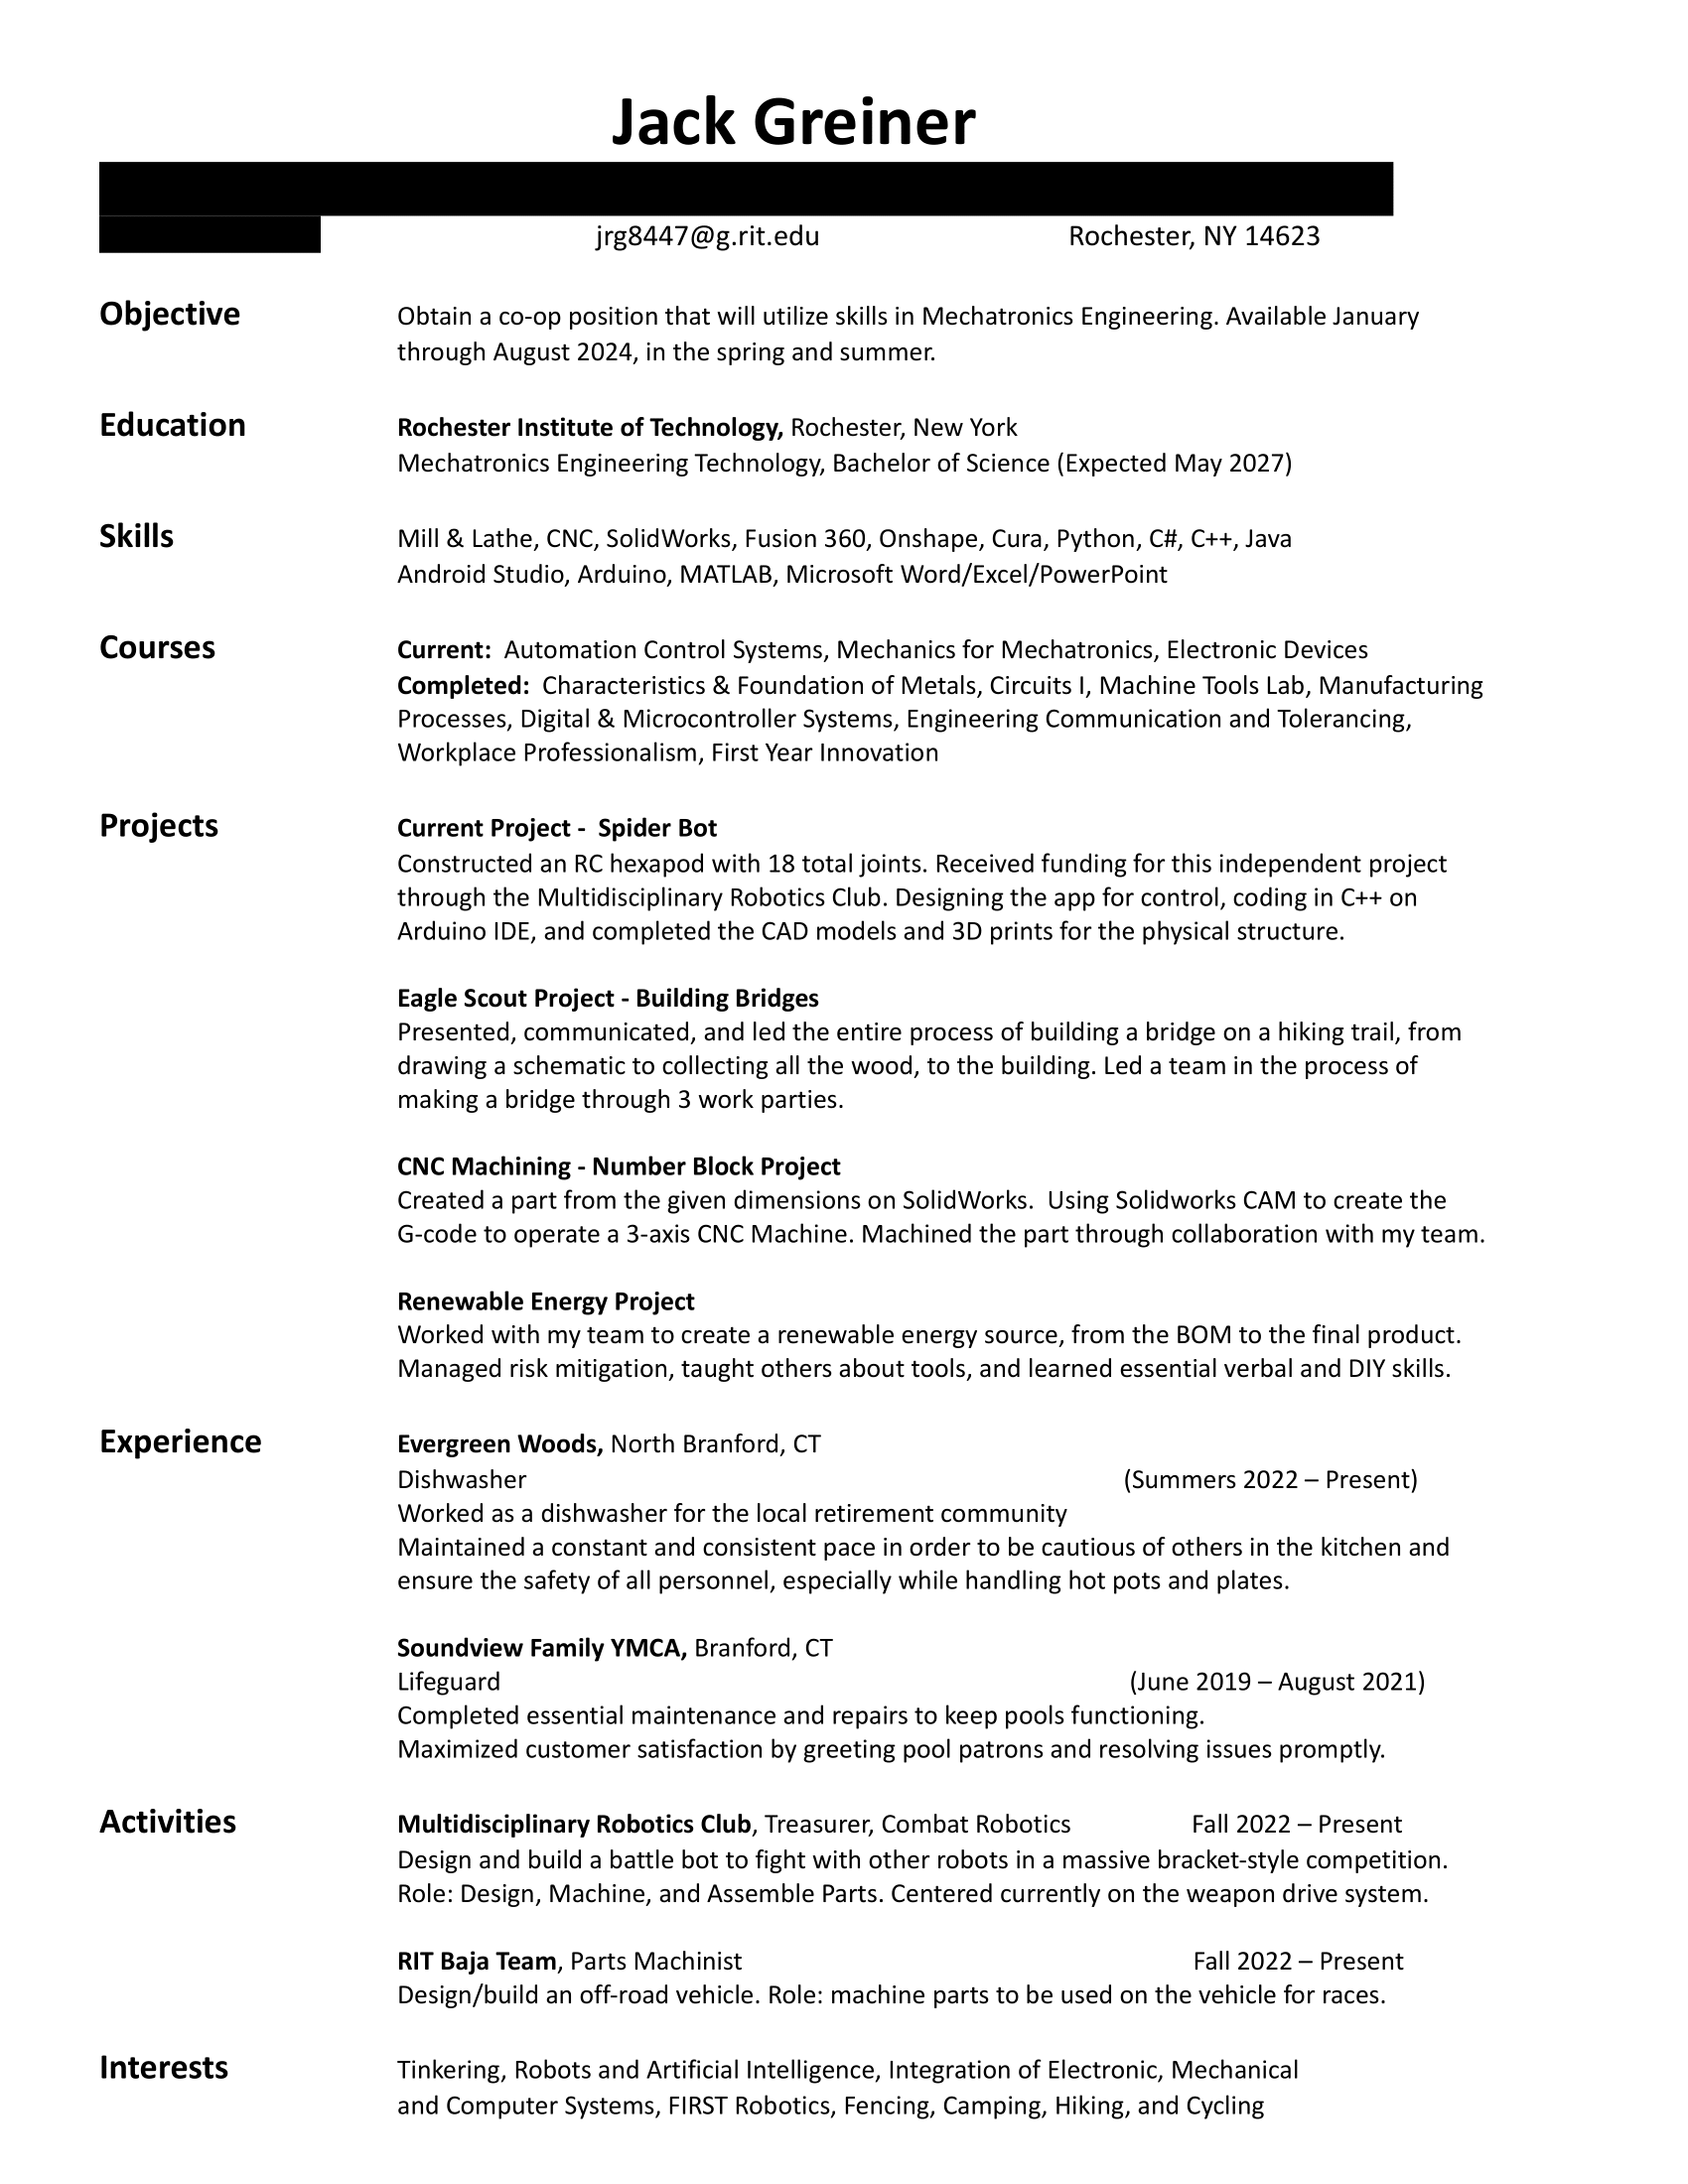 Jack Greiner
jrg8447@g.rit.edu Rochester, NY 14623
Objective Obtain a co-op position that will utilize skills in Mechatronics Engineering. Available January
through August 2024, in the spring and summer.
Education Rochester Institute of Technology, Rochester, New York
Mechatronics Engineering Technology, Bachelor of Science (Expected May 2027)
Skills Mill & Lathe, CNC, SolidWorks, Fusion 360, Onshape, Cura, Python, C#, C++, Java
Android Studio, Arduino, MATLAB, Microsoft Word/Excel/PowerPoint
Courses Current: Automation Control Systems, Mechanics for Mechatronics, Electronic Devices
Completed: Characteristics & Foundation of Metals, Circuits I, Machine Tools Lab, Manufacturing
Processes, Digital & Microcontroller Systems, Engineering Communication and Tolerancing,
Workplace Professionalism, First Year Innovation
Projects Current Project - Spider Bot
Constructed an RC hexapod with 18 total joints. Received funding for this independent project
through the Multidisciplinary Robotics Club. Designing the app for control, coding in C++ on
Arduino IDE, and completed the CAD models and 3D prints for the physical structure.
Eagle Scout Project - Building Bridges
Presented, communicated, and led the entire process of building a bridge on a hiking trail, from
drawing a schematic to collecting all the wood, to the building. Led a team in the process of
making a bridge through 3 work parties.
CNC Machining - Number Block Project
Created a part from the given dimensions on SolidWorks. Using Solidworks CAM to create the
G-code to operate a 3-axis CNC Machine. Machined the part through collaboration with my team.
Renewable Energy Project
Worked with my team to create a renewable energy source, from the BOM to the final product.
Managed risk mitigation, taught others about tools, and learned essential verbal and DIY skills.
Experience Evergreen Woods, North Branford, CT
Dishwasher (Summers 2022 – Present)
Worked as a dishwasher for the local retirement community
Maintained a constant and consistent pace in order to be cautious of others in the kitchen and
ensure the safety of all personnel, especially while handling hot pots and plates.
Soundview Family YMCA, Branford, CT
Lifeguard (June 2019 – August 2021)
Completed essential maintenance and repairs to keep pools functioning.
Maximized customer satisfaction by greeting pool patrons and resolving issues promptly.
Activities Multidisciplinary Robotics Club, Treasurer, Combat Robotics Fall 2022 – Present
Design and build a battle bot to fight with other robots in a massive bracket-style competition.
Role: Design, Machine, and Assemble Parts. Centered currently on the weapon drive system.
RIT Baja Team, Parts Machinist Fall 2022 – Present
Design/build an off-road vehicle. Role: machine parts to be used on the vehicle for races.
Interests Tinkering, Robots and Artificial Intelligence, Integration of Electronic, Mechanical
and Computer Systems, FIRST Robotics, Fencing, Camping, Hiking, and Cycling